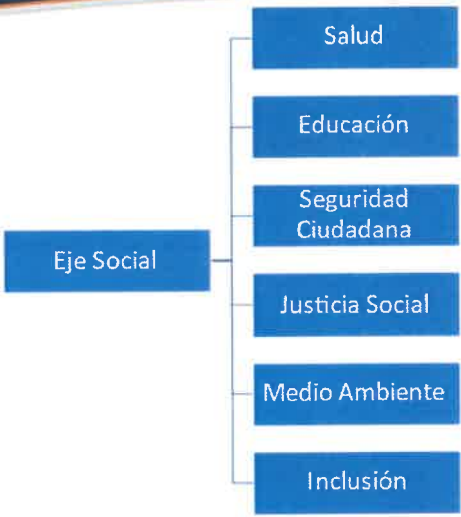 Salud
Educación
Seguridad
Ciudadana
Eje Social
Justicia Social
Medio Ambiente
Inclusión